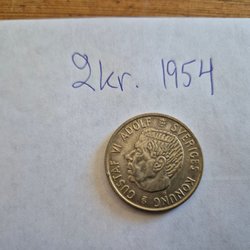 2kr. 1954
GUSTAF VI ADOLF SVERIGES KONUNG